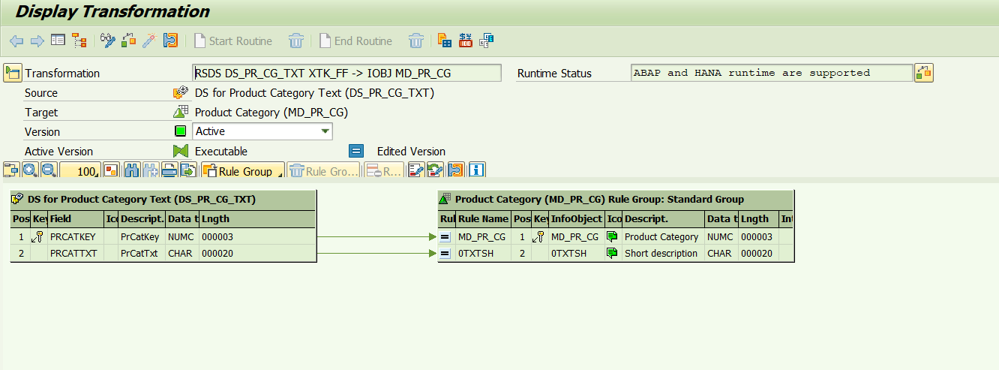 Display Transformation
Start Routine End Routine
Transformation RSDS DS_PR_CG_TXT XTK_FF -> IOBJ MD_PR_CG Runtime Status ABAP and HANA runtime are supported
Source DS for Product Category Text (DS_PR_CG_TXT)
Target Product Category (MD_PR_CG)
Version Active
Active Version Executable Edited Version
100 Rule Group Rule Gro... R...
DS for Product Category Text (DS_PR_CG_TXT) Product Category (MD_PR_CG) Rule Group: Standard Group
Pos Key Field Ico Descript. Data t Lngth Rul Rule Name Pos Key InfoObject Ico Descript. Data t Lngth Int
1 PRCATKEY PrCatKey NUMC 000003 MD_PR_CG 1 MD_PR_CG Product Category NUMC 000003
2 PRCATTXT PrCatTxt CHAR 000020 0TXTSH 2 0TXTSH Short description CHAR 000020